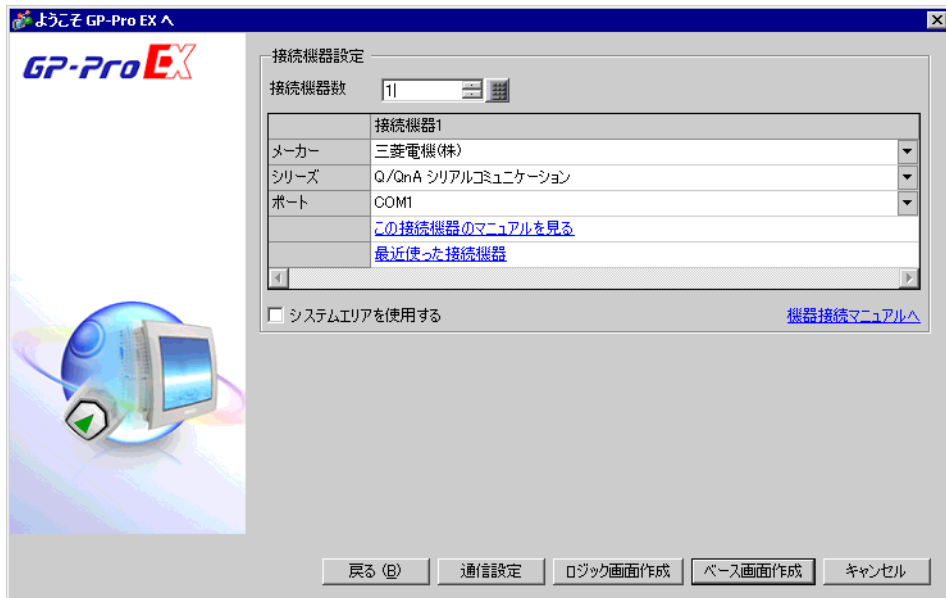 ようこそ GP-Pro EX へ
GP-Pro EX
接続機器設定
接続機器数 1
接続機器1
メーカー 三菱電機(株)
シリーズ Q/QnA シリアルコミュニケーション
ポート COM1
この接続機器のマニュアルを見る
最近使った接続機器
システムエリアを使用する 機器接続マニュアルへ
戻る (B) 通信設定 ロジック画面作成 ベース画面作成 キャンセル